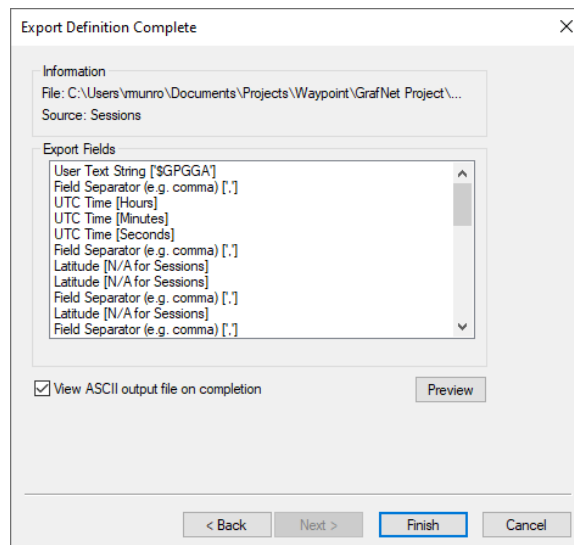 Export Definition Complete
Information
File: C:\Users\rmunro\Documents\Projects\Waypoint\GrafNet Project\...
Source: Sessions
Export Fields
User Text String ['$GPGGA']
Field Separator (e.g. comma) [',']
UTC Time [Hours]
UTC Time [Minutes]
UTC Time [Seconds]
Field Separator (e.g. comma) [',']
Latitude [N/A for Sessions]
Latitude [N/A for Sessions]
Field Separator (e.g. comma) [',']
Latitude [N/A for Sessions]
Field Separator (e.g. comma) [',']
View ASCII output file on completion
Preview
< Back
Next >
Finish
Cancel